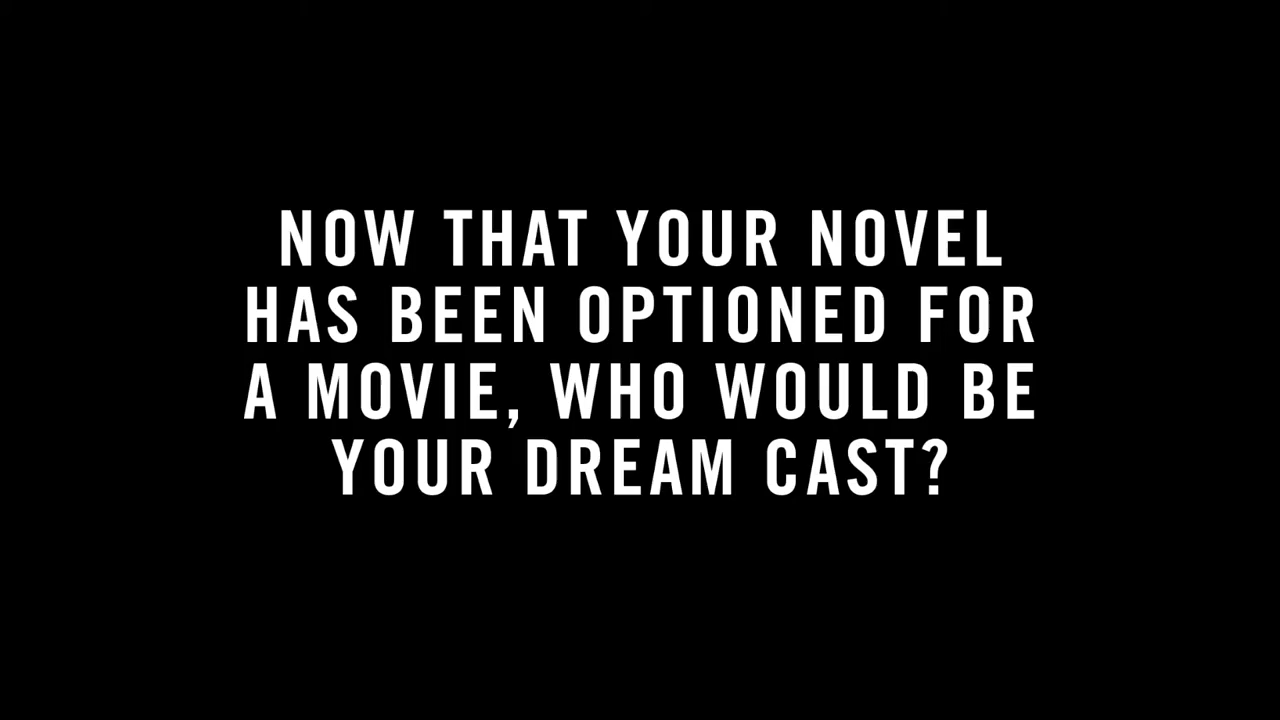 NOW THAT YOUR NOVEL
HAS BEEN OPTIONED FOR
A MOVIE, WHO WOULD BE
YOUR DREAM CAST?